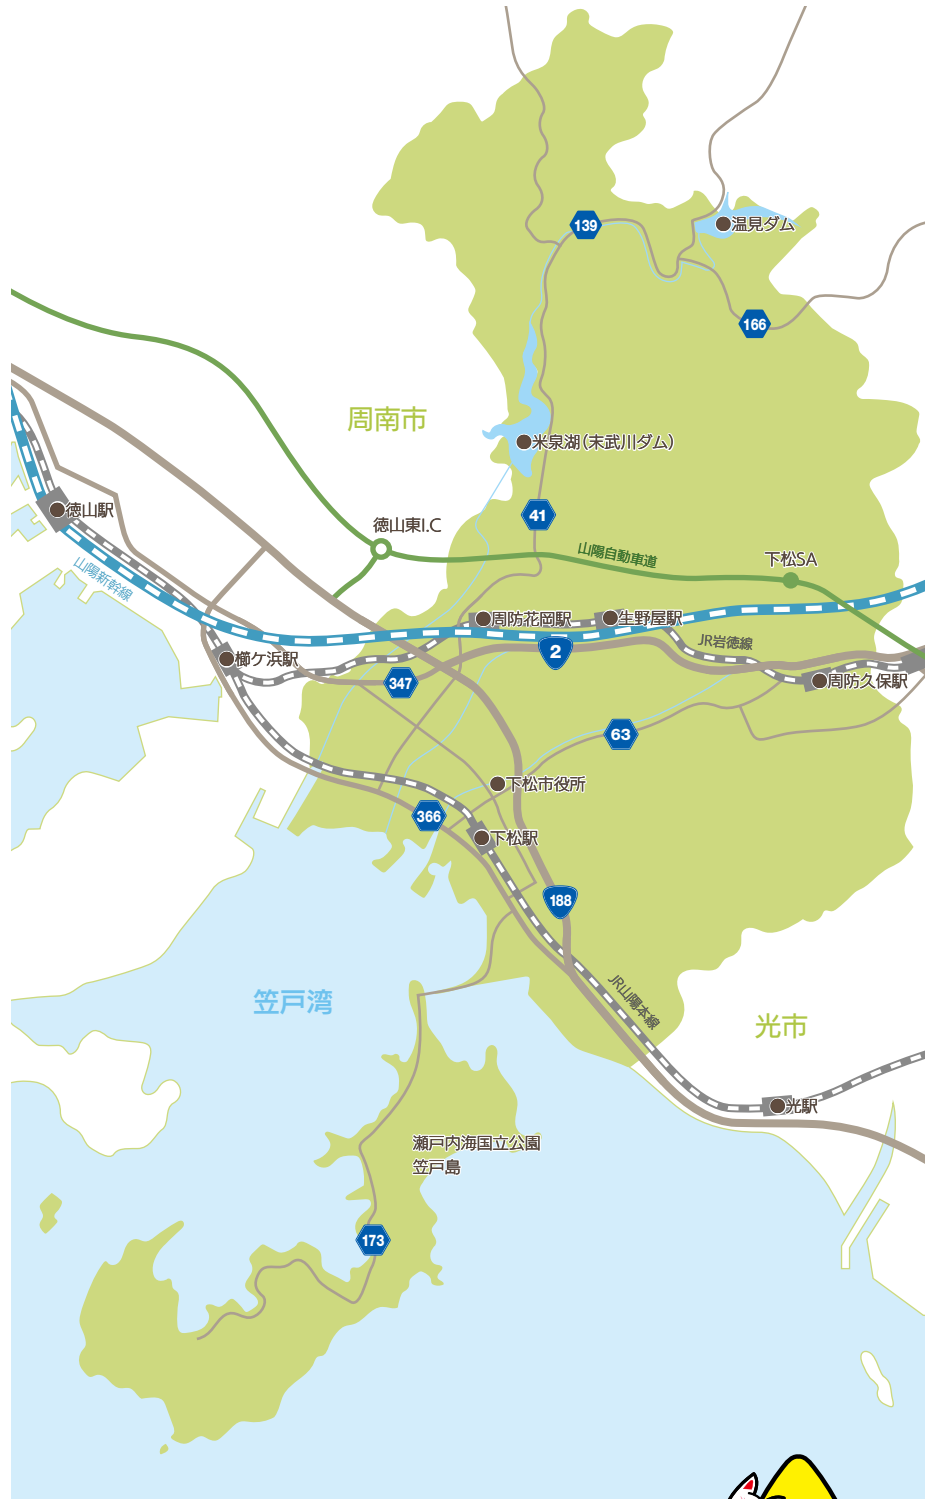 139
温見ダム
166
周南市
米泉湖(末武川ダム)
徳山駅
41
徳山東I.C
山陽自動車道
下松SA
山陽新幹線
周防花岡駅
生野屋駅
2
JR岩徳線
櫛ケ浜駅
347
周防久保駅
63
下松市役所
366
下松駅
188
笠戸湾
JR山陽本線
光市
光駅
瀬戸内海国立公園
笠戸島
173